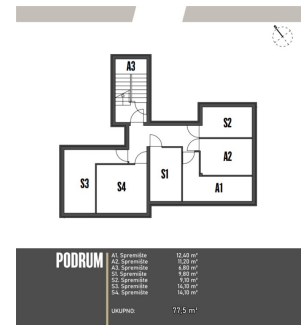 A3
S2
A2
S1
S3
S4
A1
PODRUM
A1. Spremište 12,40 m²
A2. Spremište 11,20 m²
A3. Spremište 6,80 m²
S1. Spremište 9,80 m²
S2. Spremište 9,10 m²
S3. Spremište 14,10 m²
S4. Spremište 14,10 m²
UKUPNO: 77,5 m²